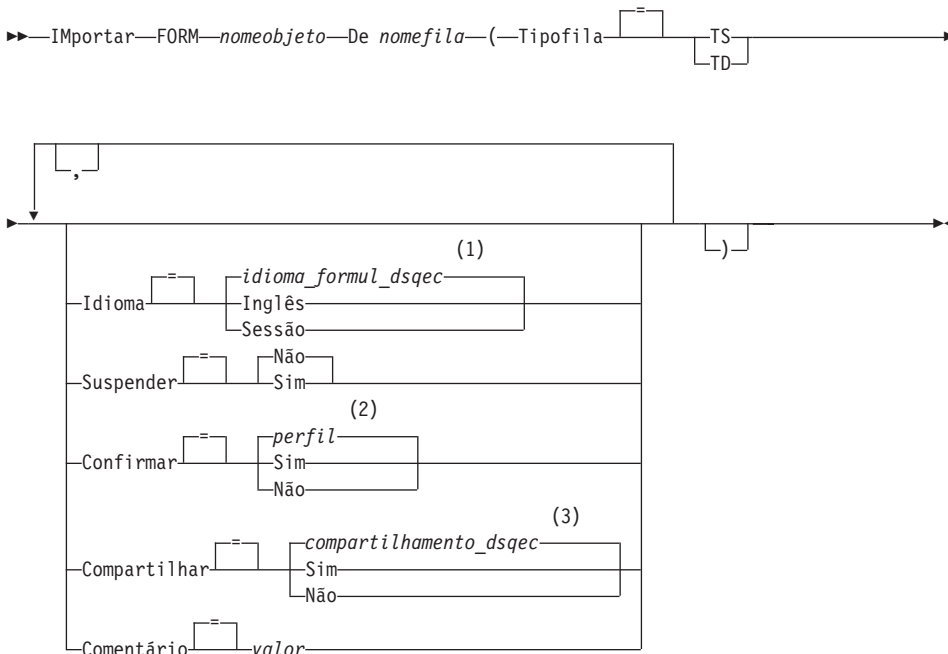 =
IMportar FORM nomeobjeto De nomefila ( Tipofila TS
TD
,
(1)
= idioma_formul_dsqec
Idioma Inglês
Sessão
= Não
Suspender Sim
(2)
= perfil
Confirmar Sim
Não
(3)
= compartilhamento_dsqec
Compartilhar Sim
Não
=
Comentário valor
)